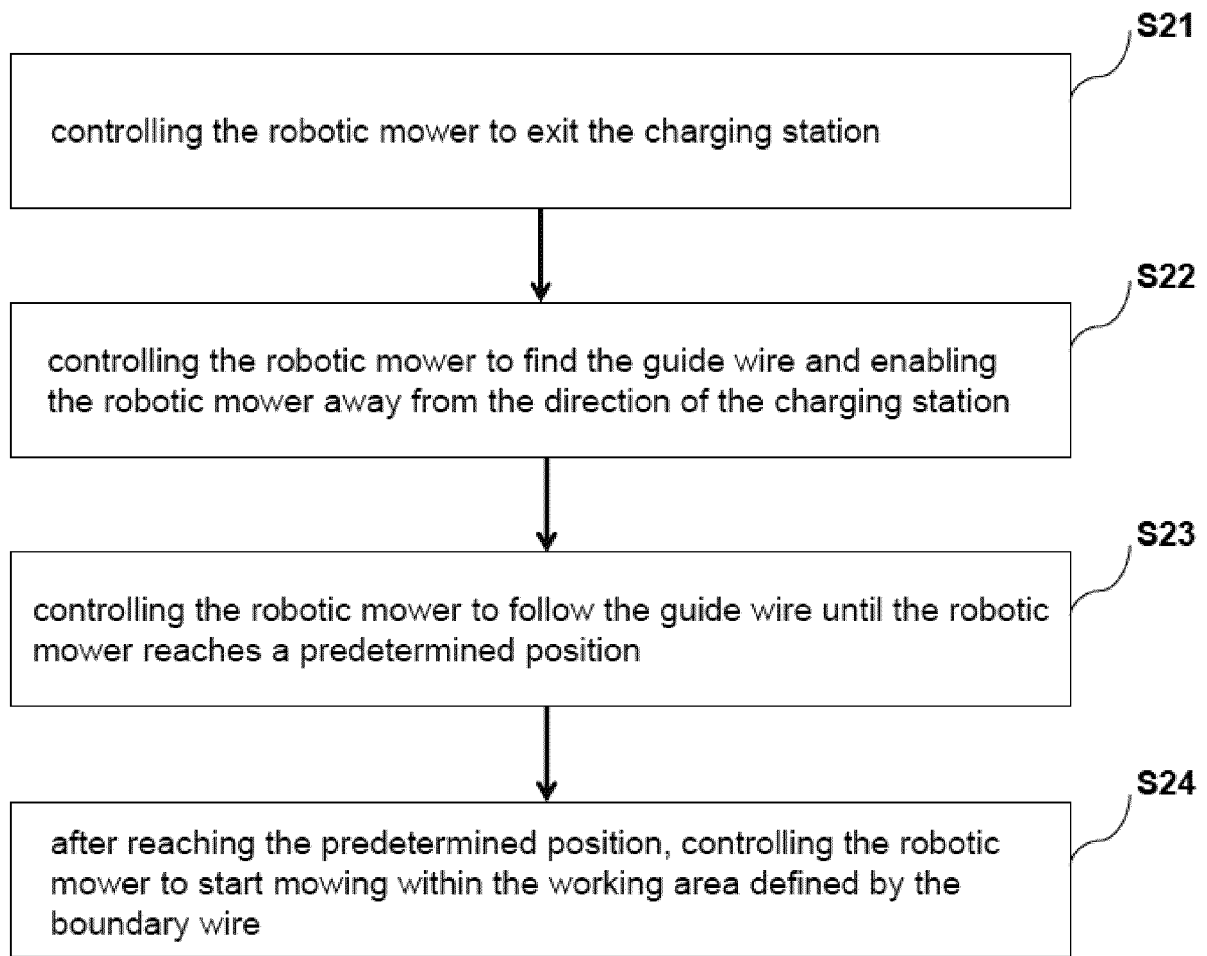 S21
controlling the robotic mower to exit the charging station
S22
controlling the robotic mower to find the guide wire and enabling
the robotic mower away from the direction of the charging station
S23
controlling the robotic mower to follow the guide wire until the robotic
mower reaches a predetermined position
S24
after reaching the predetermined position, controlling the robotic
mower to start mowing within the working area defined by the
boundary wire